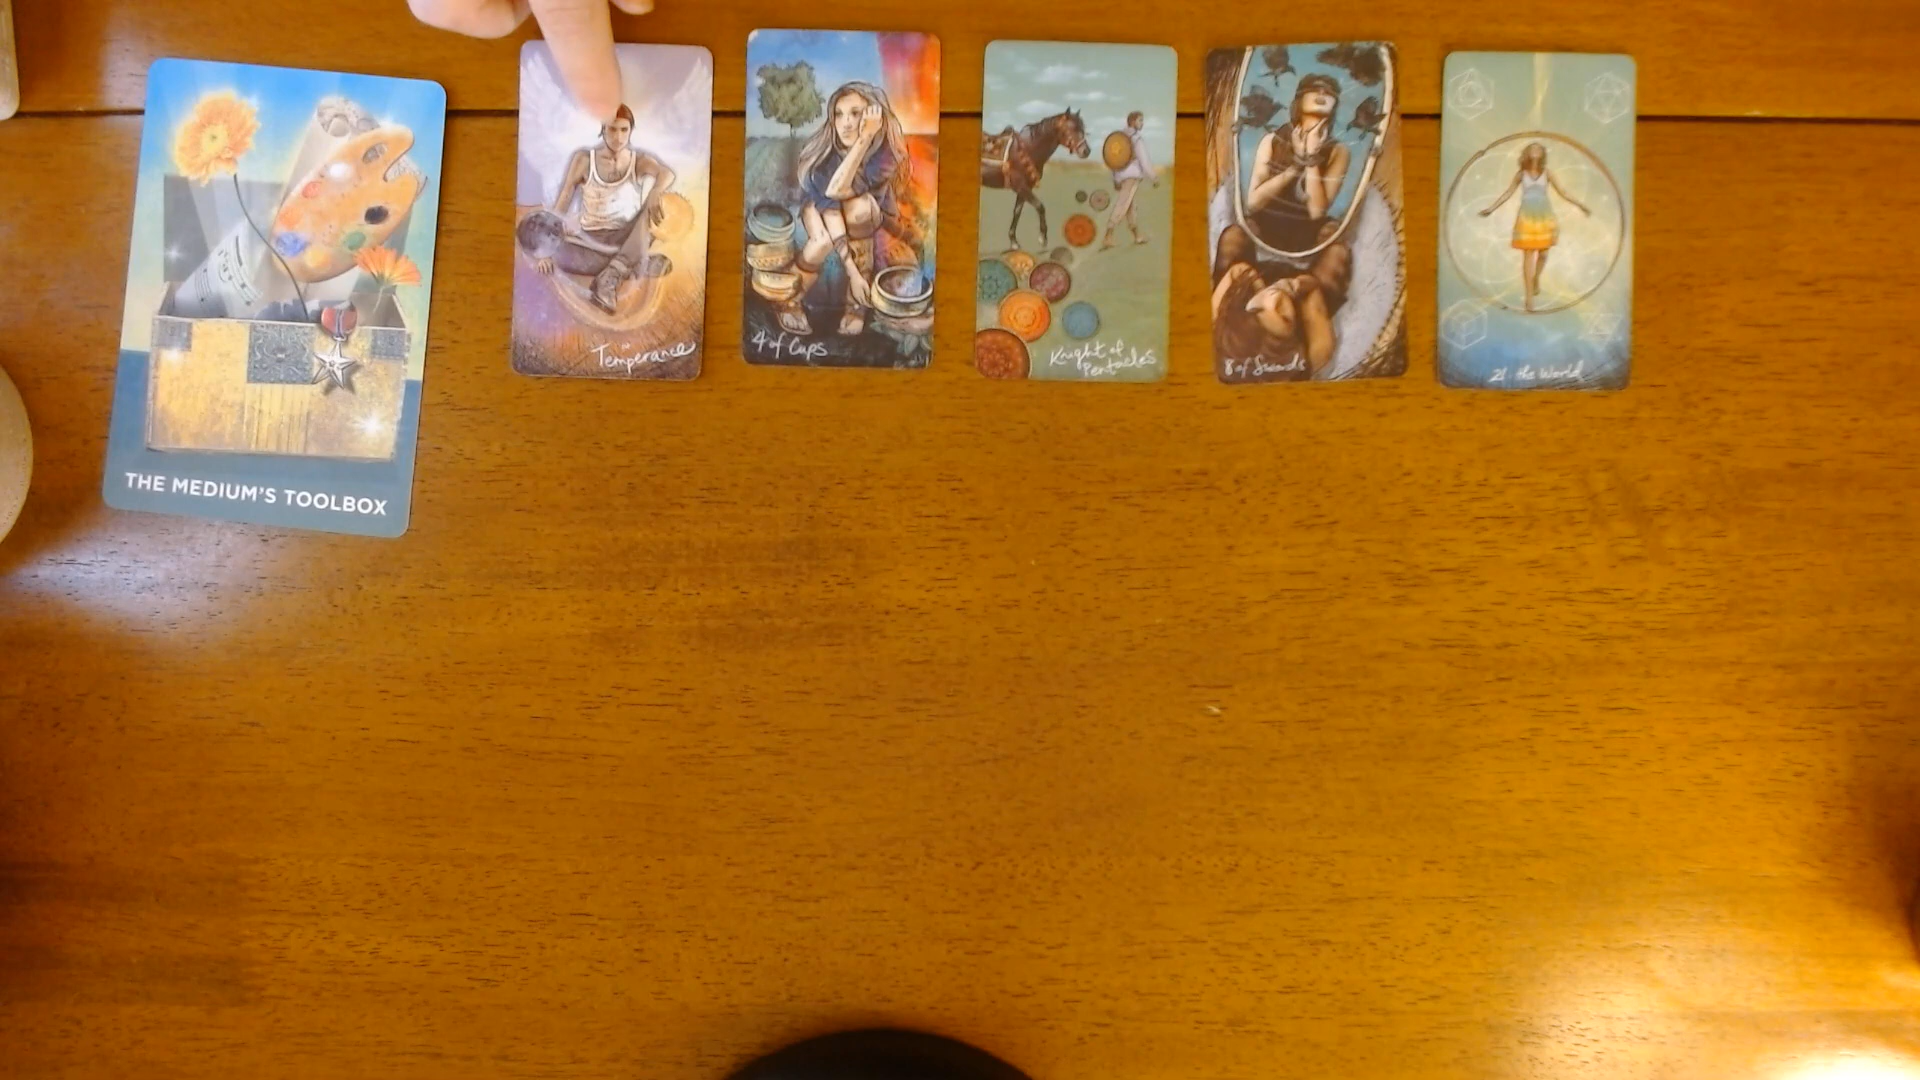 THE MEDIUM'S TOOLBOX
Temperance
4 of Cups
Knight of
Pentacles
8 of Swords
21 the World